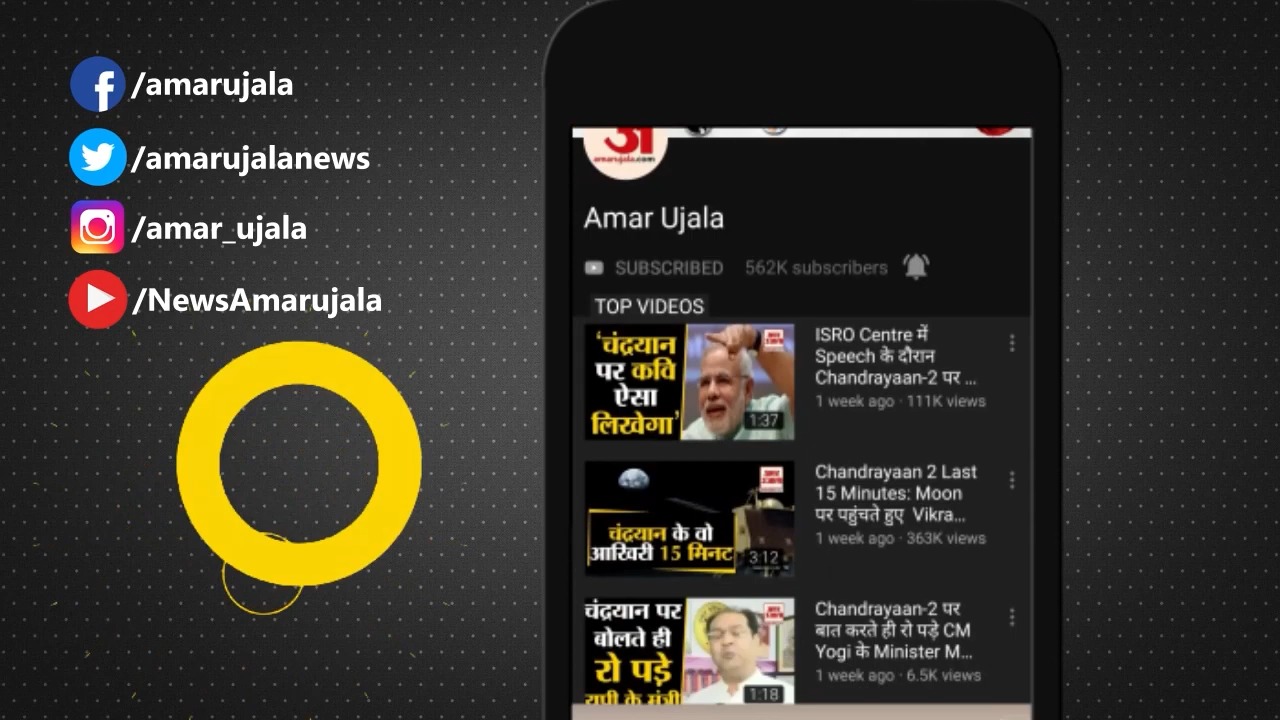 /amarujala
/amarujalanews
/amar_ujala
/NewsAmarujala
amarujala.com
Amar Ujala
SUBSCRIBED 562K subscribers
TOP VIDEOS
'चंद्रयान
पर कवि
ऐसा
लिखेगा'
1:37
ISRO Centre में
Speech के दौरान
Chandrayaan-2 पर ...
1 week ago · 111K views
चंद्रयान के वो
आखिरी 15 मिनट
3:12
Chandrayaan 2 Last
15 Minutes: Moon
पर पहुंचते हुए Vikra...
1 week ago · 363K views
चंद्रयान पर
बोलते ही
रो पड़े
यूपी के मंत्री
1:18
Chandrayaan-2 पर
बात करते ही रो पड़े CM
Yogi के Minister M...
1 week ago · 6.5K views